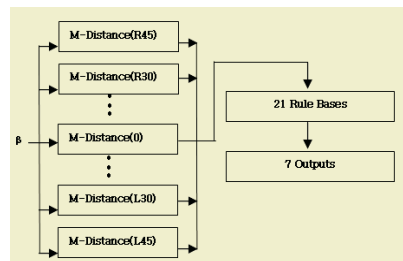 M-Distance(R45)
M-Distance(R30)
β
M-Distance(0)
M-Distance(L30)
M-Distance(L45)
21 Rule Bases
7 Outputs